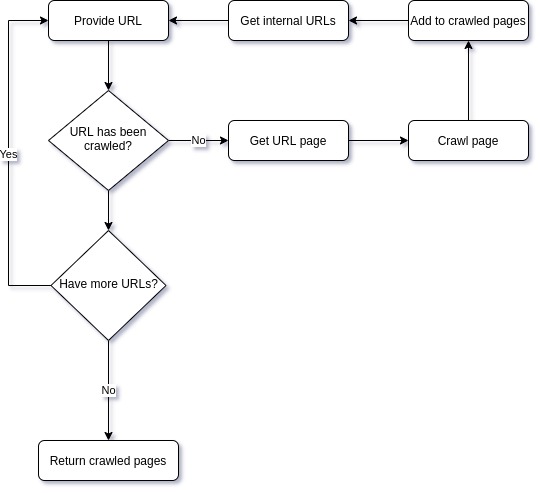 Provide URL
Get internal URLs
Add to crawled pages
URL has been
crawled?
No
Get URL page
Crawl page
Yes
Have more URLs?
No
Return crawled pages